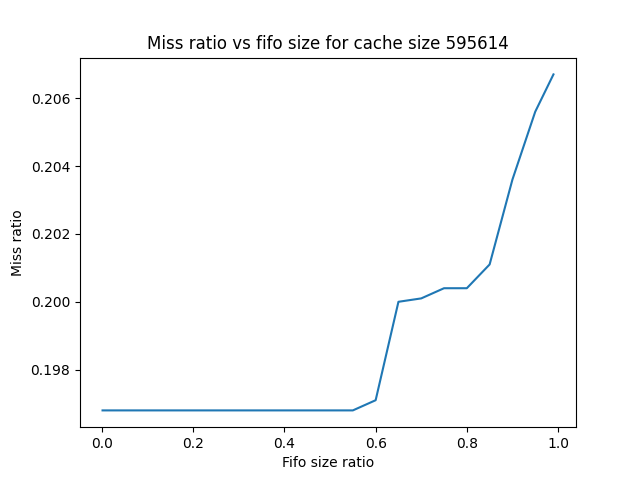 Miss ratio vs fifo size for cache size 595614
0.206
0.204
0.202
0.200
0.198
Miss ratio
0.0 0.2 0.4 0.6 0.8 1.0
Fifo size ratio